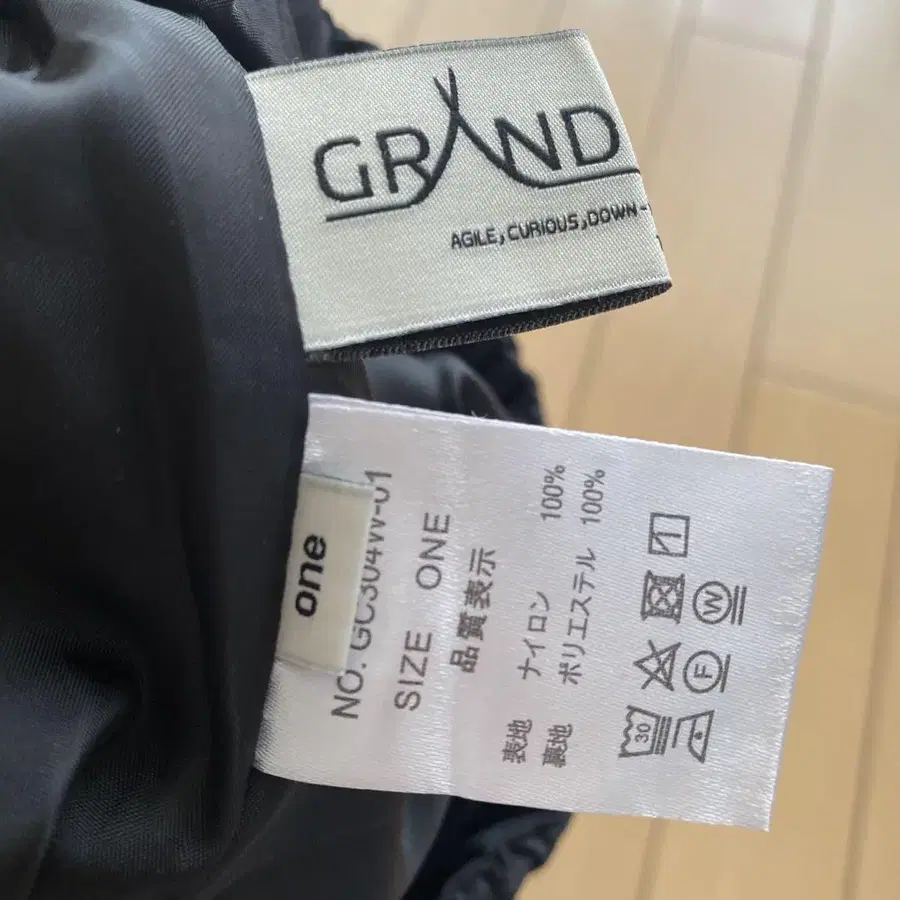 GRAND
AGILE, CURIOUS, DOWN-
one
NO. GC304W-01
SIZE ONE
品質表示
表地 ナイロン 100%
裏地 ポリエステル 100%
30
F
W